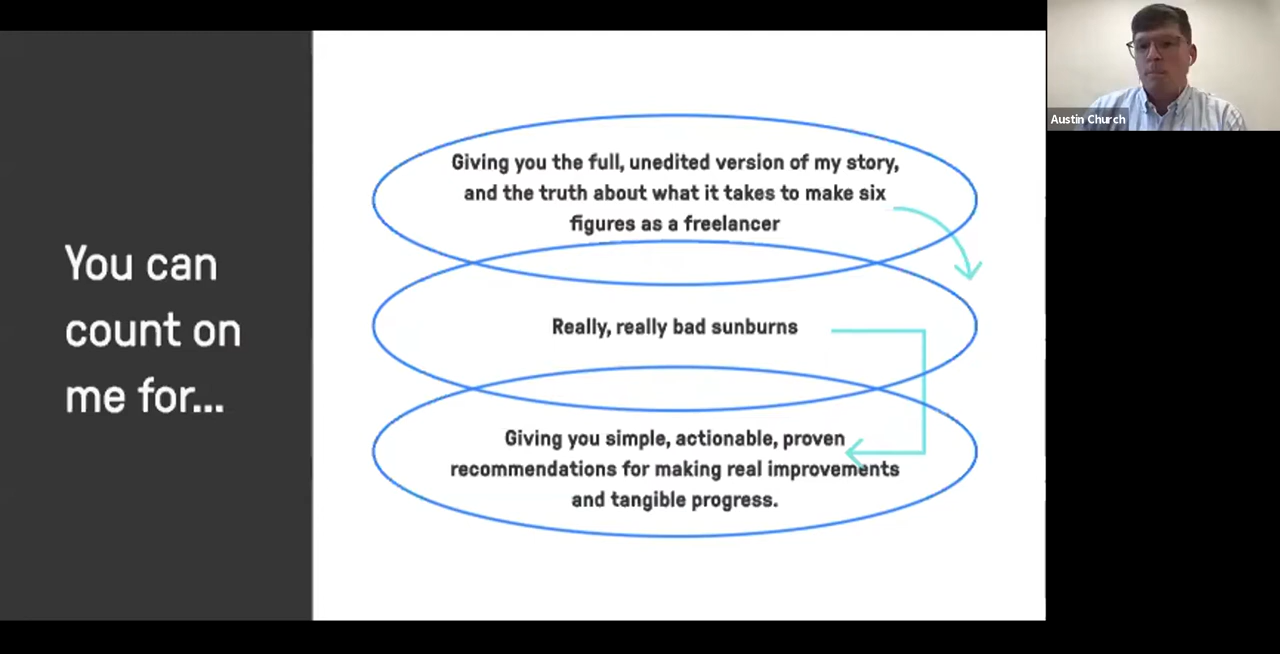 You can
count on
me for...
Giving you the full, unedited version of my story,
and the truth about what it takes to make six
figures as a freelancer
Really, really bad sunburns
Giving you simple, actionable, proven
recommendations for making real improvements
and tangible progress.
Austin Church